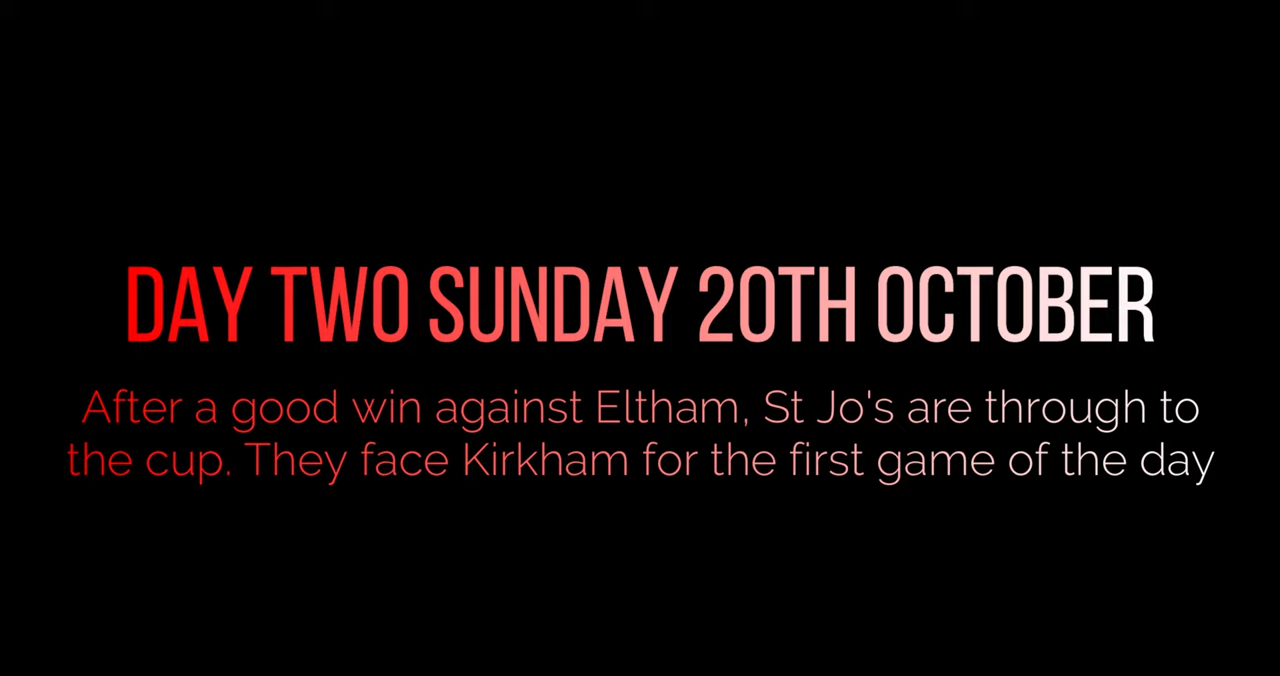 DAY TWO SUNDAY 20TH OCTOBER
After a good win against Eltham, St Jo's are through to
the cup. They face Kirkham for the first game of the day